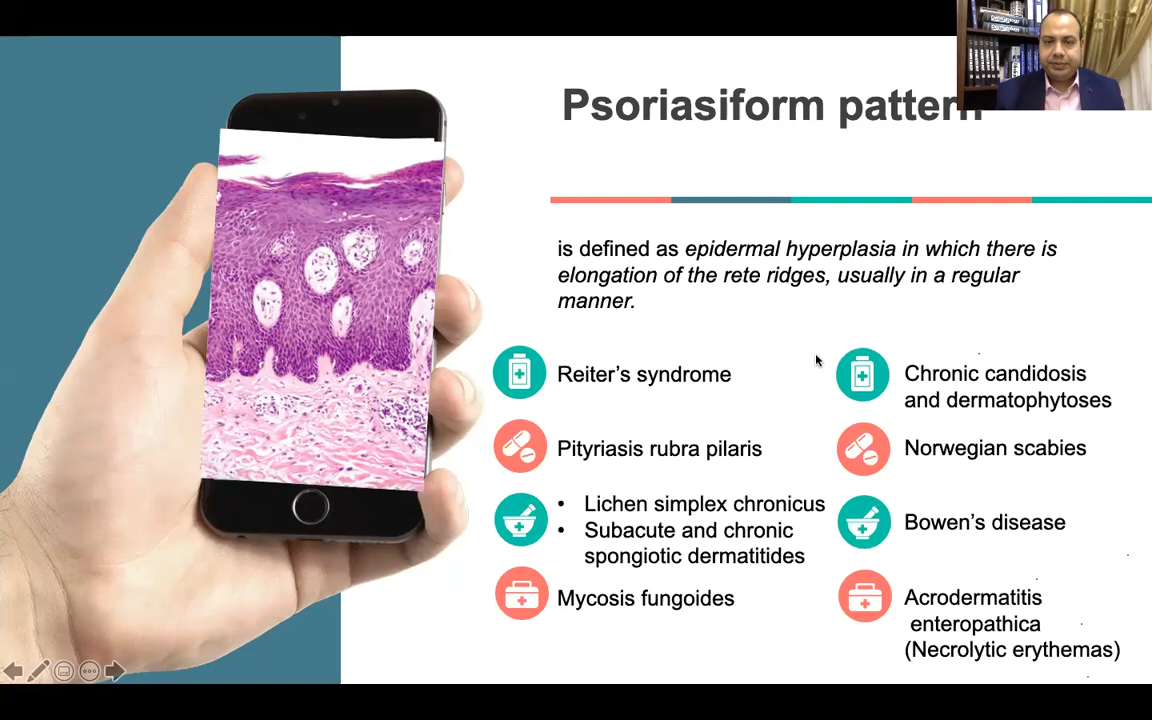 Psoriasiform pattern
is defined as epidermal hyperplasia in which there is
elongation of the rete ridges, usually in a regular
manner.
Reiter’s syndrome
Pityriasis rubra pilaris
• Lichen simplex chronicus
• Subacute and chronic
spongiotic dermatitides
Mycosis fungoides
Chronic candidosis
and dermatophytoses
Norwegian scabies
Bowen’s disease
Acrodermatitis
enteropathica
(Necrolytic erythemas)